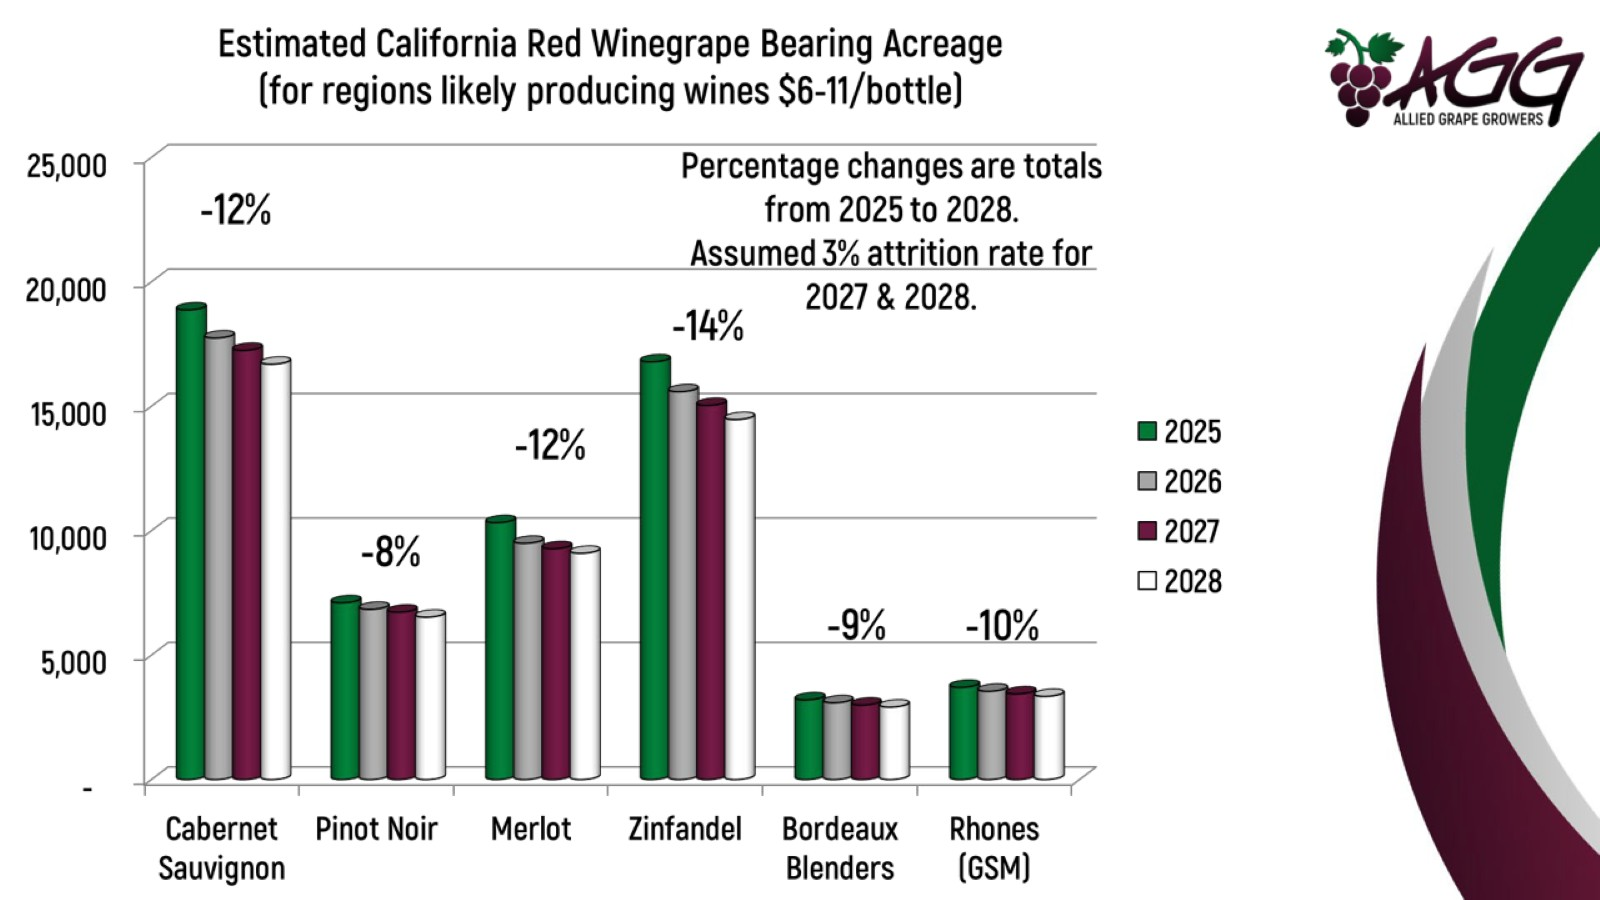 Estimated California Red Winegrape Bearing Acreage
(for regions likely producing wines $6-11/bottle)
AGG
ALLIED GRAPE GROWERS
Percentage changes are totals
from 2025 to 2028.
Assumed 3% attrition rate for
2027 & 2028.
25,000
20,000
15,000
10,000
5,000
-
-12%
-8%
-12%
-14%
-9%
-10%
2025
2026
2027
2028
Cabernet
Sauvignon
Pinot Noir
Merlot
Zinfandel
Bordeaux
Blenders
Rhones
(GSM)